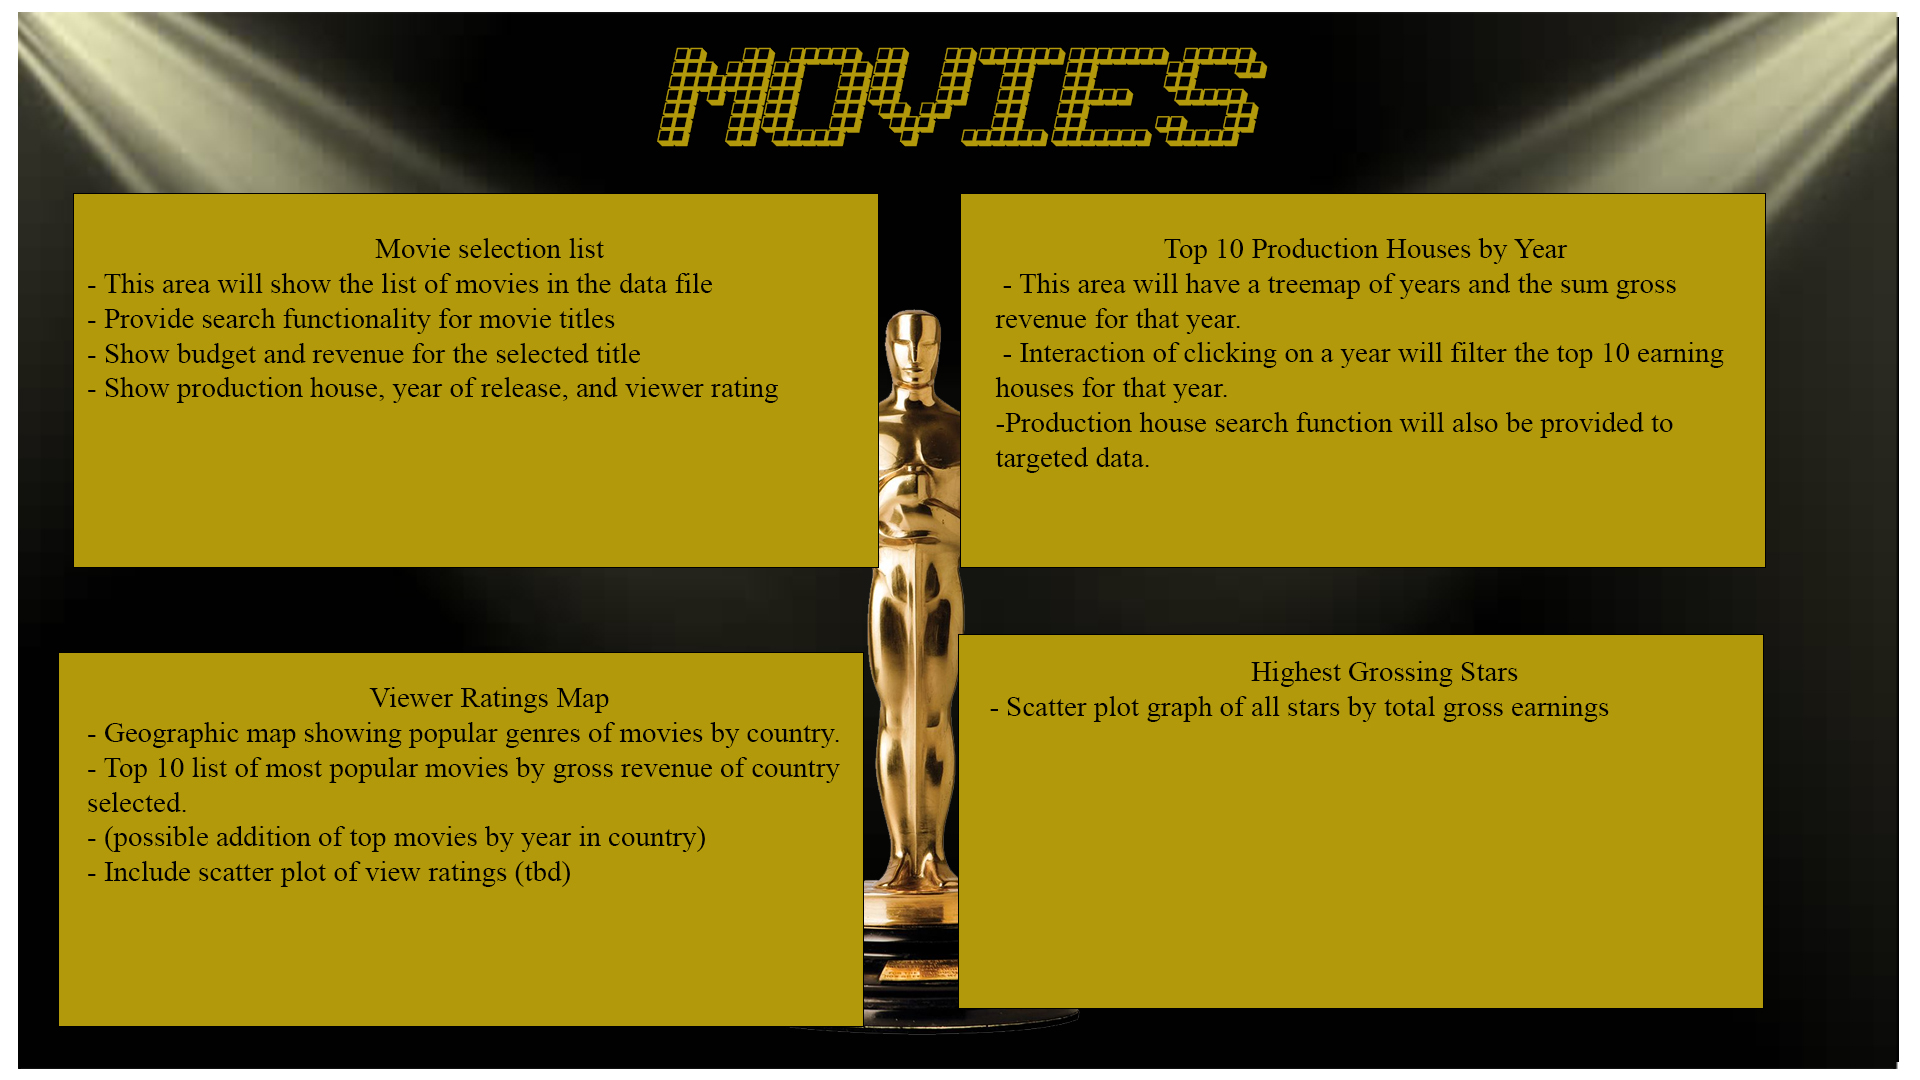 MOVIES
Movie selection list
- This area will show the list of movies in the data file
- Provide search functionality for movie titles
- Show budget and revenue for the selected title
- Show production house, year of release, and viewer rating
Top 10 Production Houses by Year
- This area will have a treemap of years and the sum gross
revenue for that year.
- Interaction of clicking on a year will filter the top 10 earning
houses for that year.
-Production house search function will also be provided to
targeted data.
Viewer Ratings Map
- Geographic map showing popular genres of movies by country.
- Top 10 list of most popular movies by gross revenue of country
selected.
- (possible addition of top movies by year in country)
- Include scatter plot of view ratings (tbd)
Highest Grossing Stars
- Scatter plot graph of all stars by total gross earnings